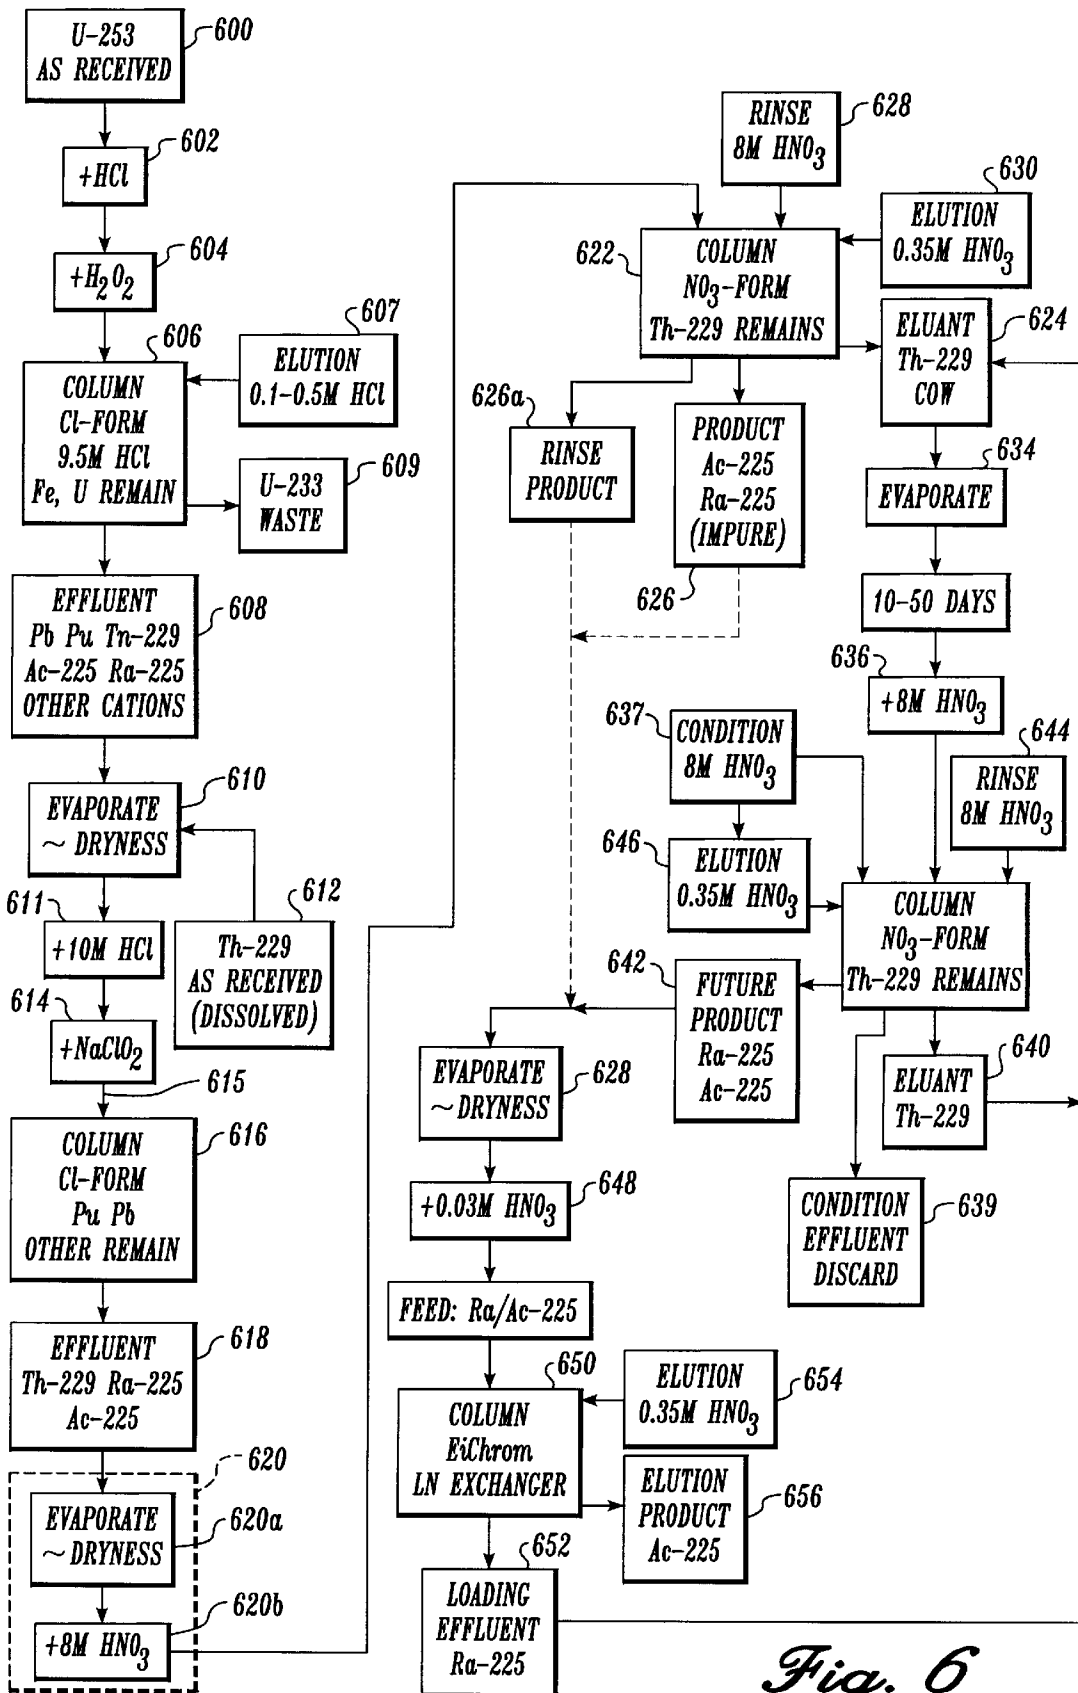 U-253
AS RECEIVED
600
+HCl
602
+H2O2
604
606
COLUMN
Cl-FORM
9.5M HCl
Fe, U REMAIN
607
ELUTION
0.1-0.5M HCl
U-233
WASTE
609
EFFLUENT
Pb Pu Tn-229
Ac-225 Ra-225
OTHER CATIONS
608
EVAPORATE
~ DRYNESS
610
611
+10M HCl
612
Th-229
AS RECEIVED
(DISSOLVED)
614
+NaClO2
615
COLUMN
Cl-FORM
Pu Pb
OTHER REMAIN
616
EFFLUENT
Th-229 Ra-225
Ac-225
618
620
EVAPORATE
~ DRYNESS
620a
+8M HNO3
620b
RINSE
8M HNO3
628
630
ELUTION
0.35M HNO3
622
COLUMN
NO3-FORM
Th-229 REMAINS
ELUANT
Th-229
COW
624
626a
RINSE
PRODUCT
PRODUCT
Ac-225
Ra-225
(IMPURE)
626
634
EVAPORATE
10-50 DAYS
636
+8M HNO3
637
CONDITION
8M HNO3
644
RINSE
8M HNO3
646
ELUTION
0.35M HNO3
COLUMN
NO3-FORM
Th-229 REMAINS
642
FUTURE
PRODUCT
Ra-225
Ac-225
640
ELUANT
Th-229
CONDITION
EFFLUENT
DISCARD
639
EVAPORATE
~DRYNESS
628
+0.03M HNO3
648
FEED: Ra/Ac-225
650
COLUMN
EiChrom
LN EXCHANGER
ELUTION
0.35M HNO3
654
ELUTION
PRODUCT
Ac-225
656
652
LOADING
EFFLUENT
Ra-225
Fig. 6